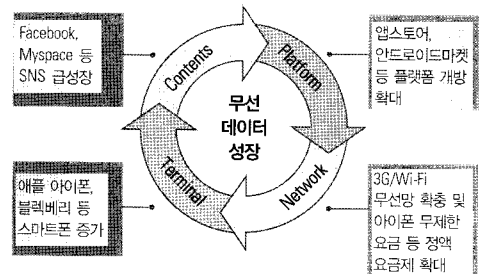 Facebook,
Myspace 등
SNS 급성장
Contents
Platform
앱스토어,
안드로이드마켓
등 플랫폼 개방
확대
무선
데이터
성장
애플 아이폰,
블렉베리 등
스마트폰 증가
Terminal
Network
3G/Wi-Fi
무선망 확충 및
아이폰 무제한
요금 등 정액
요금제 확대